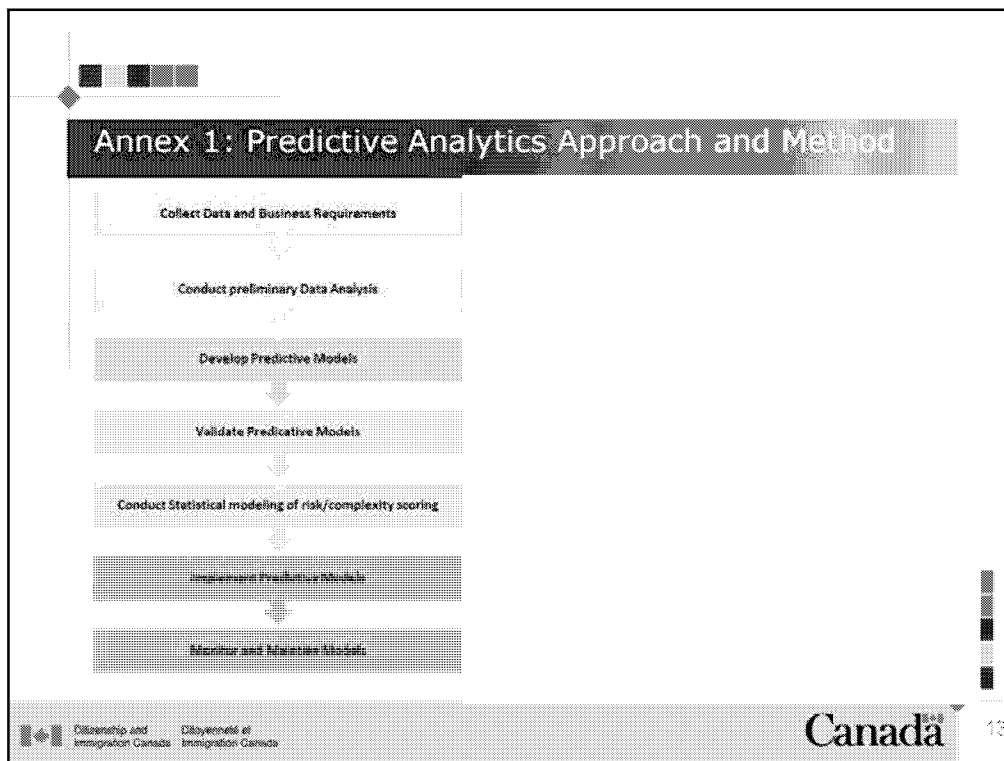 Annex 1: Predictive Analytics Approach and Method
Collect Data and Business Requirements
Conduct preliminary Data Analysis
Develop Predictive Models
Validate Predicative Models
Conduct Statistical modeling of risk/complexity scoring
Implement Predictive Models
Monitor and Maintain Models
Citizenship and Immigration Canada
Citoyenneté et Immigration Canada
Canada
13